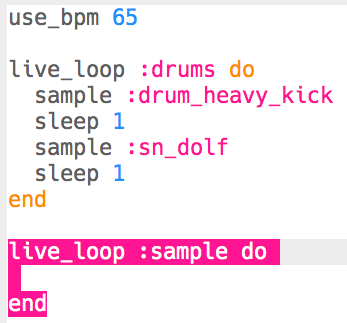 use_bpm 65

live_loop :drums do
  sample :drum_heavy_kick
  sleep 1
  sample :sn_dolf
  sleep 1
end

live_loop :sample do

end